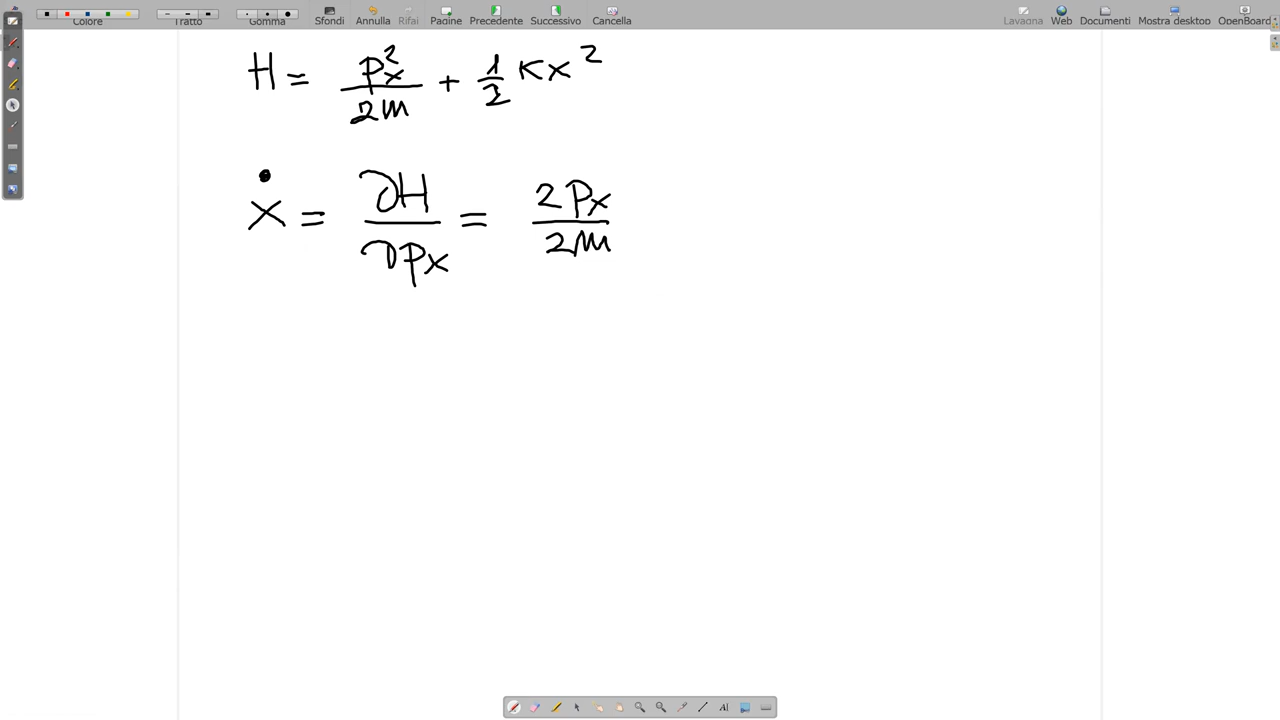 Colore Tratto Gomma Sfondi Annulla Rifai Pagine Precedente Successivo Cancella Lavagna Web Documenti Mostra desktop OpenBoard
H = Px²/2m + 1/2 Kx²
ẋ = ∂H/∂Px = 2Px/2m